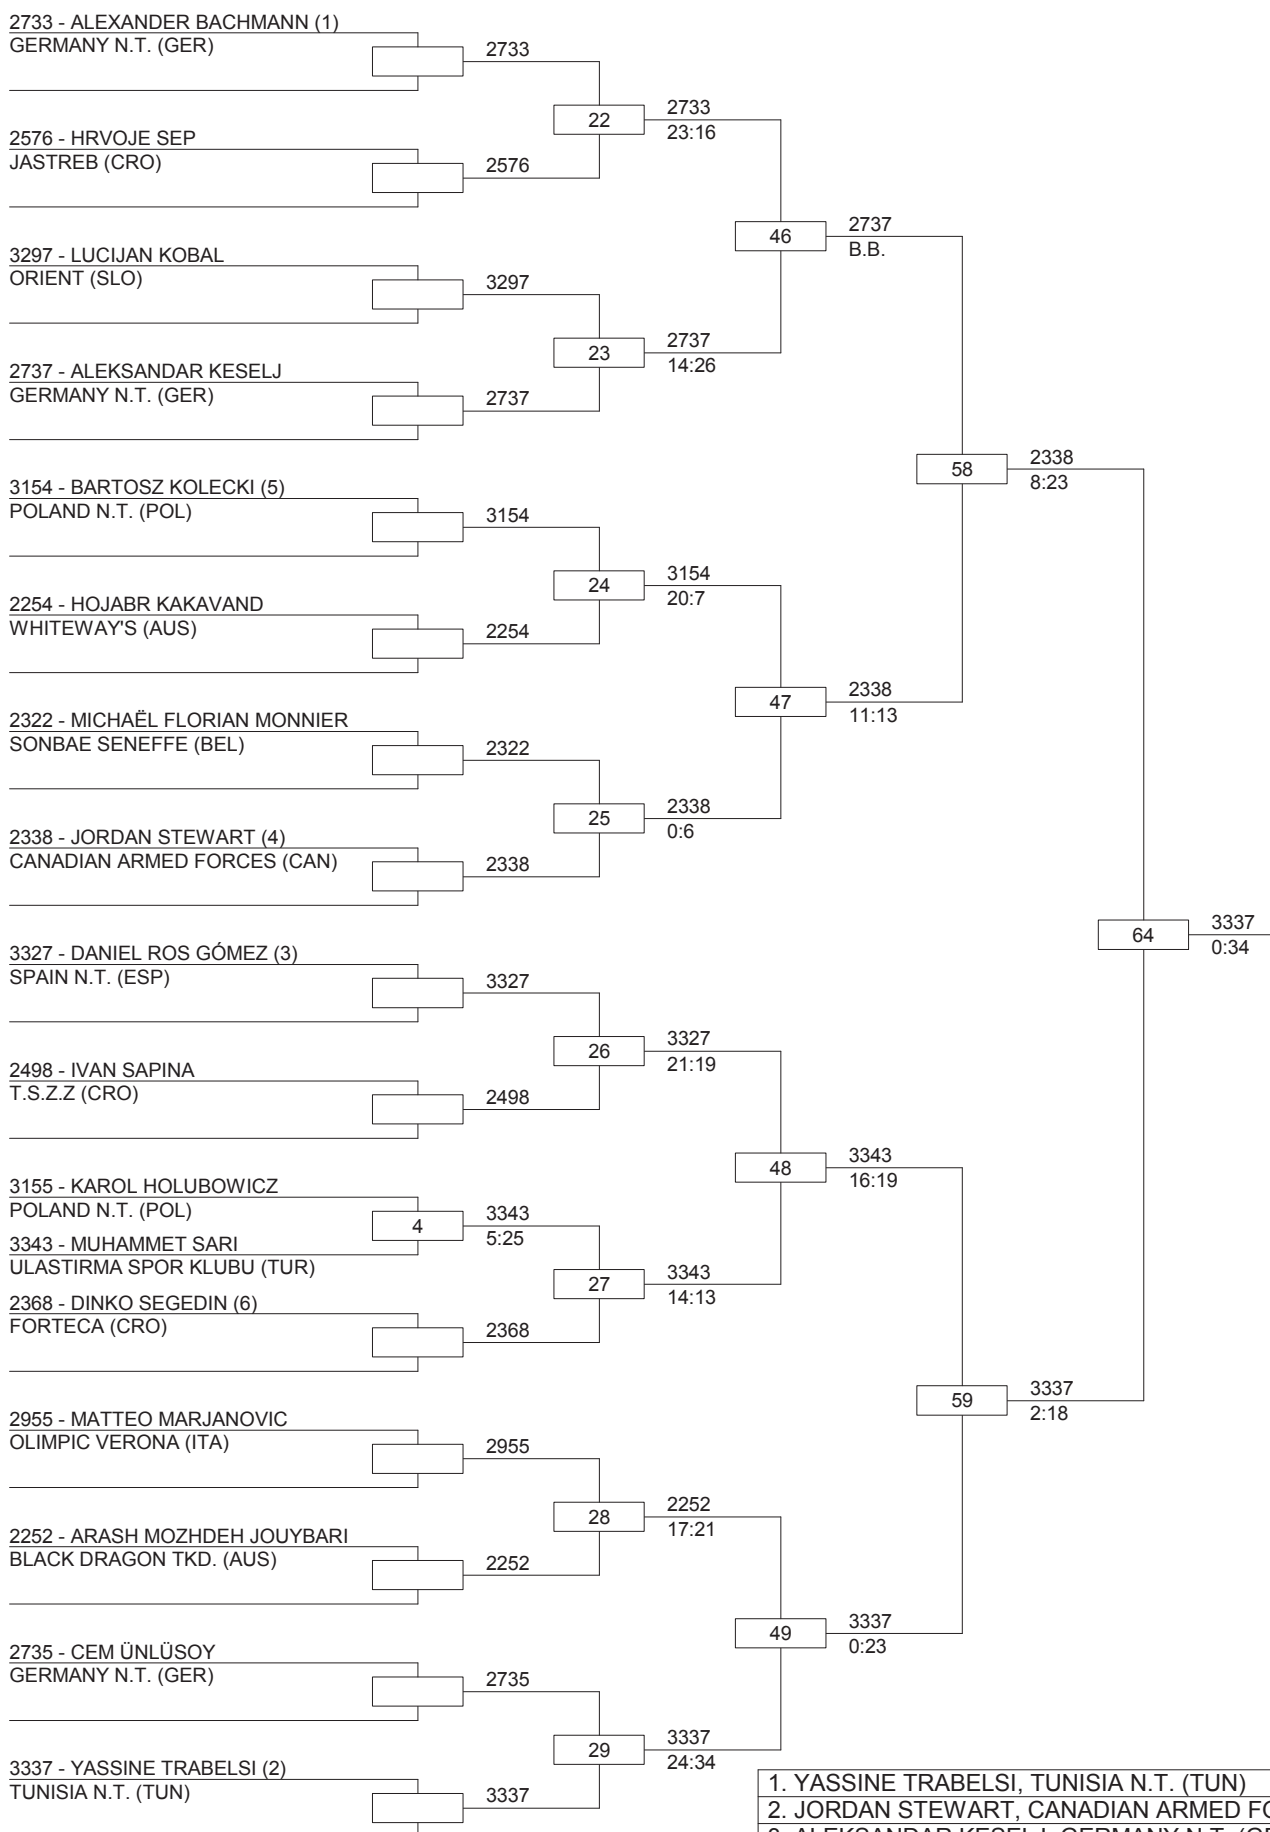 2733 - ALEXANDER BACHMANN (1)
GERMANY N.T. (GER)
2733
22
2733
23:16
2576 - HRVOJE SEP
JASTREB (CRO)
2576
46
2737
B.B.
3297 - LUCIJAN KOBAL
ORIENT (SLO)
3297
23
2737
14:26
2737 - ALEKSANDAR KESELJ
GERMANY N.T. (GER)
2737
58
2338
8:23
3154 - BARTOSZ KOLECKI (5)
POLAND N.T. (POL)
3154
24
3154
20:7
2254 - HOJABR KAKAVAND
WHITEWAY'S (AUS)
2254
47
2338
11:13
2322 - MICHAËL FLORIAN MONNIER
SONBAE SENEFFE (BEL)
2322
25
2338
0:6
2338 - JORDAN STEWART (4)
CANADIAN ARMED FORCES (CAN)
2338
64
3337
0:34
3327 - DANIEL ROS GÓMEZ (3)
SPAIN N.T. (ESP)
3327
26
3327
21:19
2498 - IVAN SAPINA
T.S.Z.Z (CRO)
2498
48
3343
16:19
3155 - KAROL HOLUBOWICZ
POLAND N.T. (POL)
4
3343
5:25
3343 - MUHAMMET SARI
ULASTIRMA SPOR KLUBU (TUR)
27
3343
14:13
2368 - DINKO SEGEDIN (6)
FORTECA (CRO)
2368
59
3337
2:18
2955 - MATTEO MARJANOVIC
OLIMPIC VERONA (ITA)
2955
28
2252
17:21
2252 - ARASH MOZHDEH JOUYBARI
BLACK DRAGON TKD. (AUS)
2252
49
3337
0:23
2735 - CEM ÜNLÜSOY
GERMANY N.T. (GER)
2735
29
3337
24:34
3337 - YASSINE TRABELSI (2)
TUNISIA N.T. (TUN)
3337
1. YASSINE TRABELSI, TUNISIA N.T. (TUN)
2. JORDAN STEWART, CANADIAN ARMED FO